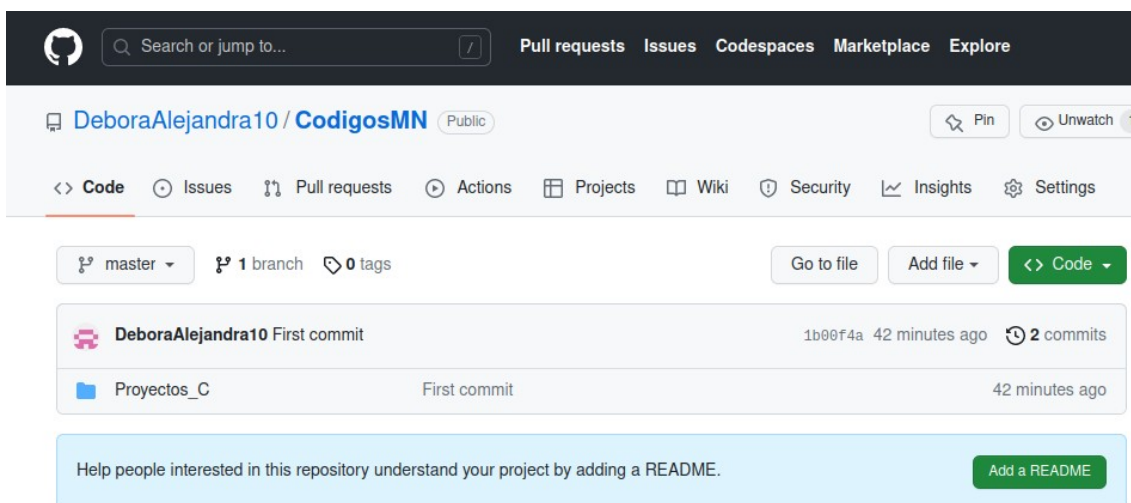 Search or jump to... / Pull requests Issues Codespaces Marketplace Explore
DeboraAlejandra10 / CodigosMN Public Pin Unwatch
Code Issues Pull requests Actions Projects Wiki Security Insights Settings
master 1 branch 0 tags Go to file Add file Code
DeboraAlejandra10 First commit 1b00f4a 42 minutes ago 2 commits
Proyectos_C First commit 42 minutes ago
Help people interested in this repository understand your project by adding a README. Add a README